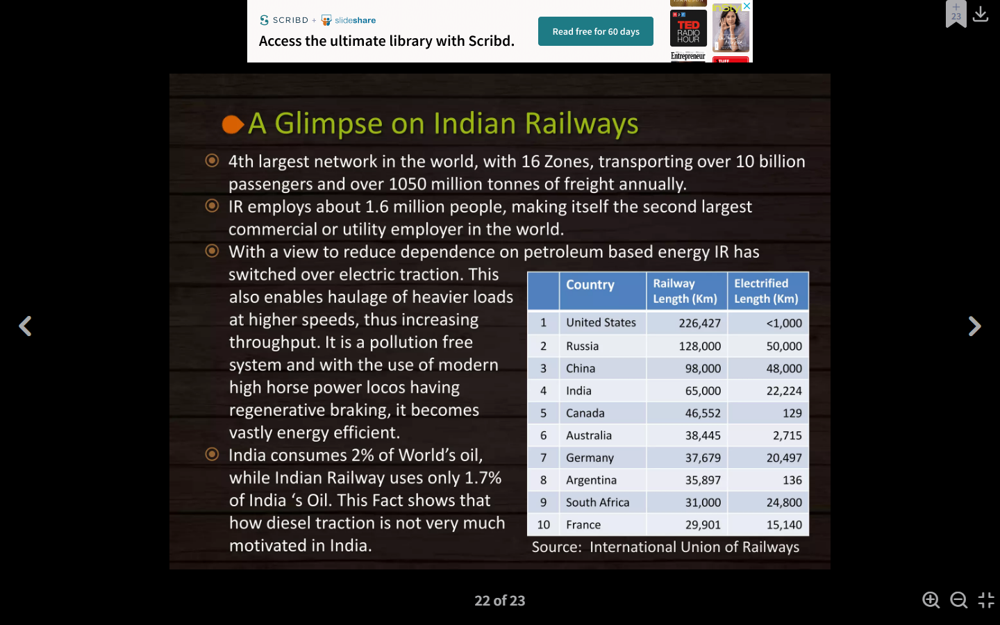 SCRIBD + slideshare
Access the ultimate library with Scribd.
Read free for 60 days
TED
RADIO
HOUR
Entrepreneur
+
23
A Glimpse on Indian Railways
4th largest network in the world, with 16 Zones, transporting over 10 billion
passengers and over 1050 million tonnes of freight annually.
IR employs about 1.6 million people, making itself the second largest
commercial or utility employer in the world.
With a view to reduce dependence on petroleum based energy IR has
switched over electric traction. This
also enables haulage of heavier loads
at higher speeds, thus increasing
throughput. It is a pollution free
system and with the use of modern
high horse power locos having
regenerative braking, it becomes
vastly energy efficient.
India consumes 2% of World’s oil,
while Indian Railway uses only 1.7%
of India ‘s Oil. This Fact shows that
how diesel traction is not very much
motivated in India.
Country Railway Length (Km) Electrified Length (Km)
1 United States 226,427 <1,000
2 Russia 128,000 50,000
3 China 98,000 48,000
4 India 65,000 22,224
5 Canada 46,552 129
6 Australia 38,445 2,715
7 Germany 37,679 20,497
8 Argentina 35,897 136
9 South Africa 31,000 24,800
10 France 29,901 15,140
Source: International Union of Railways
22 of 23